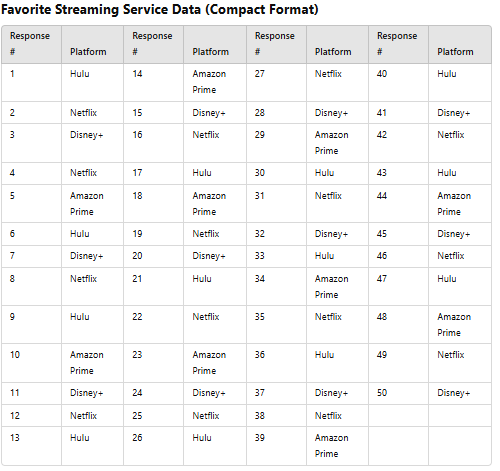 Favorite Streaming Service Data (Compact Format)
Response # Platform Response # Platform Response # Platform Response # Platform
1 Hulu 14 Amazon Prime 27 Netflix 40 Hulu
2 Netflix 15 Disney+ 28 Disney+ 41 Disney+
3 Disney+ 16 Netflix 29 Amazon Prime 42 Netflix
4 Netflix 17 Hulu 30 Hulu 43 Hulu
5 Amazon Prime 18 Amazon Prime 31 Netflix 44 Amazon Prime
6 Hulu 19 Netflix 32 Disney+ 45 Disney+
7 Disney+ 20 Disney+ 33 Hulu 46 Netflix
8 Netflix 21 Hulu 34 Amazon Prime 47 Hulu
9 Hulu 22 Netflix 35 Netflix 48 Amazon Prime
10 Amazon Prime 23 Amazon Prime 36 Hulu 49 Netflix
11 Disney+ 24 Disney+ 37 Disney+ 50 Disney+
12 Netflix 25 Netflix 38 Netflix
13 Hulu 26 Hulu 39 Amazon Prime